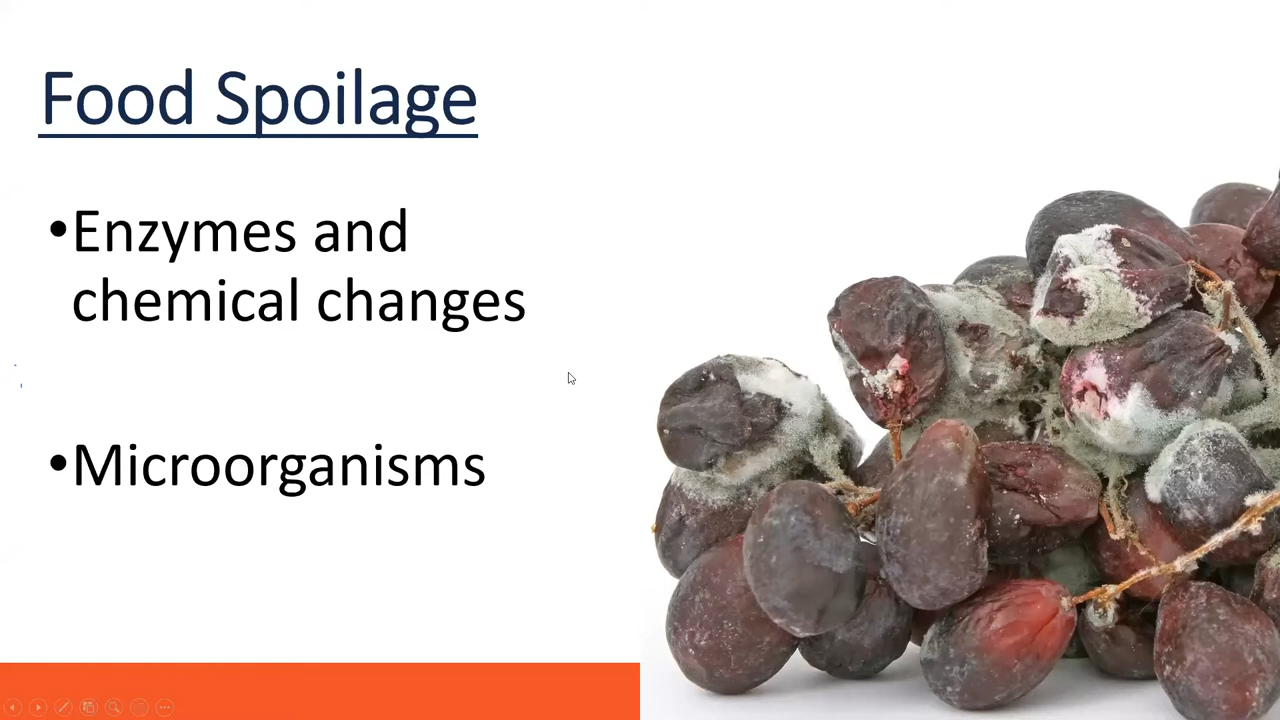 Food Spoilage
•Enzymes and
chemical changes
•Microorganisms